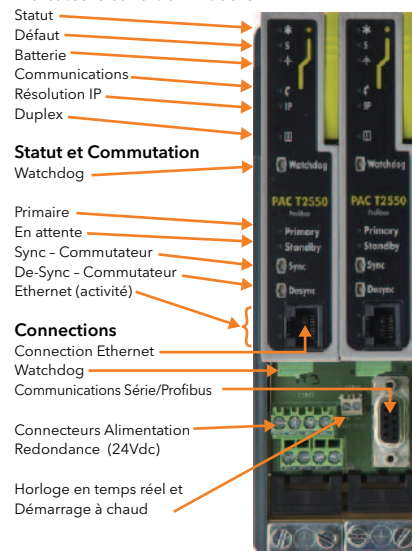 Statut
Défaut
Batterie
Communications
Résolution IP
Duplex
Statut et Commutation
Watchdog
Primaire
En attente
Sync – Commutateur
De-Sync – Commutateur
Ethernet (activité)
Connections
Connection Ethernet
Watchdog
Communications Série/Profibus
Connecteurs Alimentation
Redondance (24Vdc)
Horloge en temps réel et
Démarrage à chaud
S
IP
Watchdog
PAC T2550
Profibus
Primary
Standby
Sync
Desync
S
IP
Watchdog
PAC T2550
Profibus
Primary
Standby
Sync
Desync